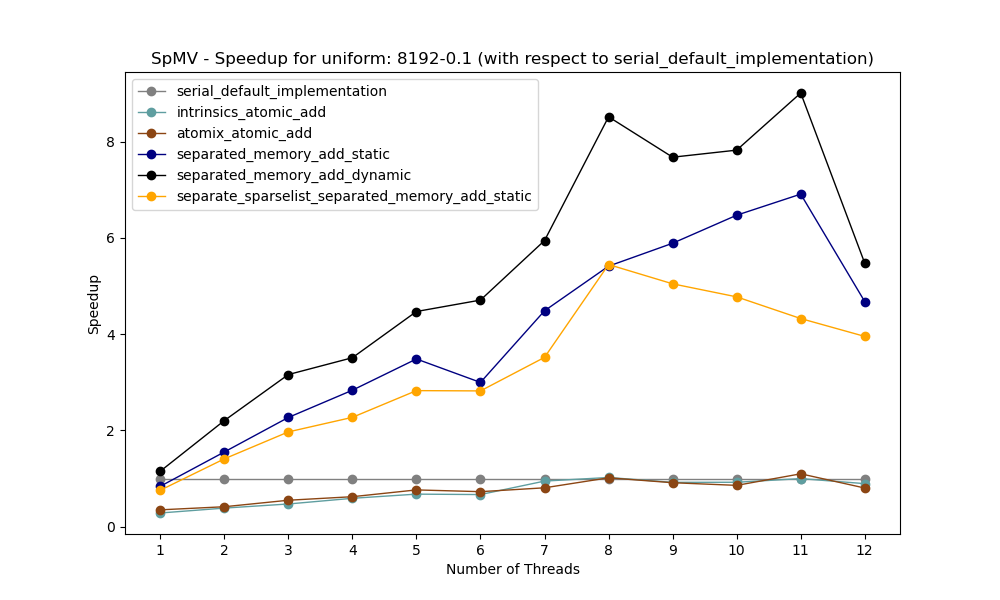 SpMV - Speedup for uniform: 8192-0.1 (with respect to serial_default_implementation)
serial_default_implementation
intrinsics_atomic_add
atomix_atomic_add
separated_memory_add_static
separated_memory_add_dynamic
separate_sparselist_separated_memory_add_static
Speedup
8
6
4
2
0
1 2 3 4 5 6 7 8 9 10 11 12
Number of Threads